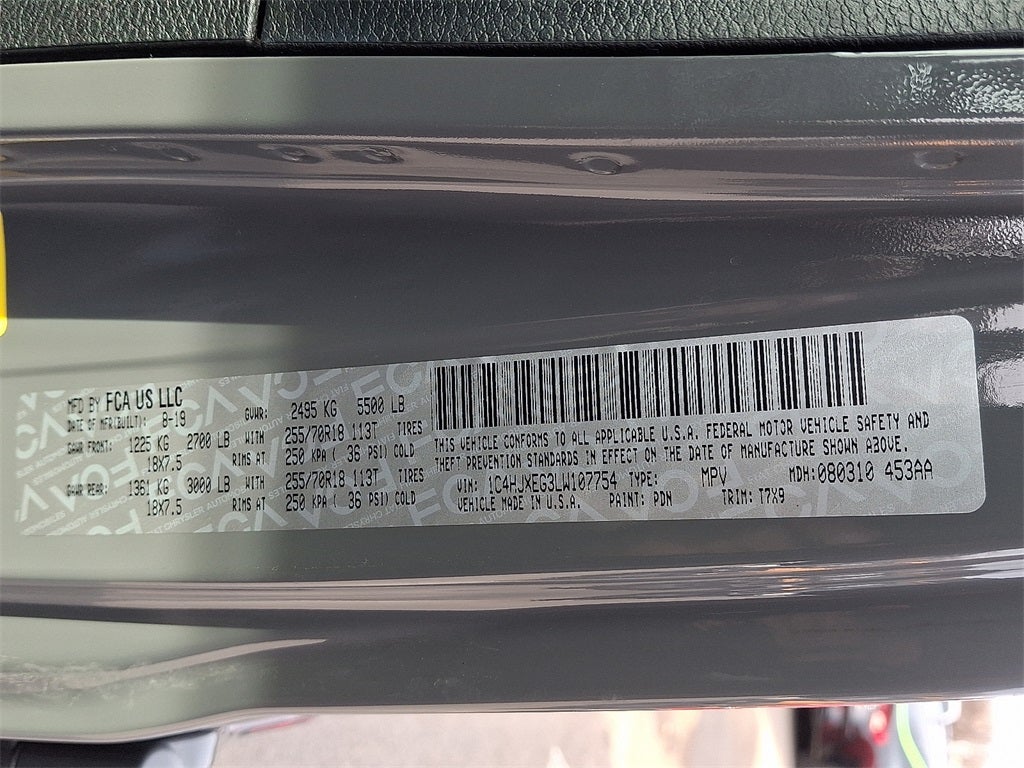 MFD BY FCA US LLC
DATE OF MFR(BUILT): 8-19 GVWR: 2495 KG 5500 LB
GAWR FRONT: 1225 KG 2700 LB WITH 255/70R18 113T TIRES
18X7.5 RIMS AT 250 KPA ( 36 PSI) COLD
GAWR REAR: 1361 KG 3000 LB WITH 255/70R18 113T TIRES
18X7.5 RIMS AT 250 KPA ( 36 PSI) COLD
THIS VEHICLE CONFORMS TO ALL APPLICABLE U.S.A. FEDERAL MOTOR VEHICLE SAFETY AND
THEFT PREVENTION STANDARDS IN EFFECT ON THE DATE OF MANUFACTURE SHOWN ABOVE.
VIN: 1C4HJXEG3LW107754 TYPE: MPV MDH: 080310 453AA
VEHICLE MADE IN U.S.A. PAINT: PDN TRIM: T7X9